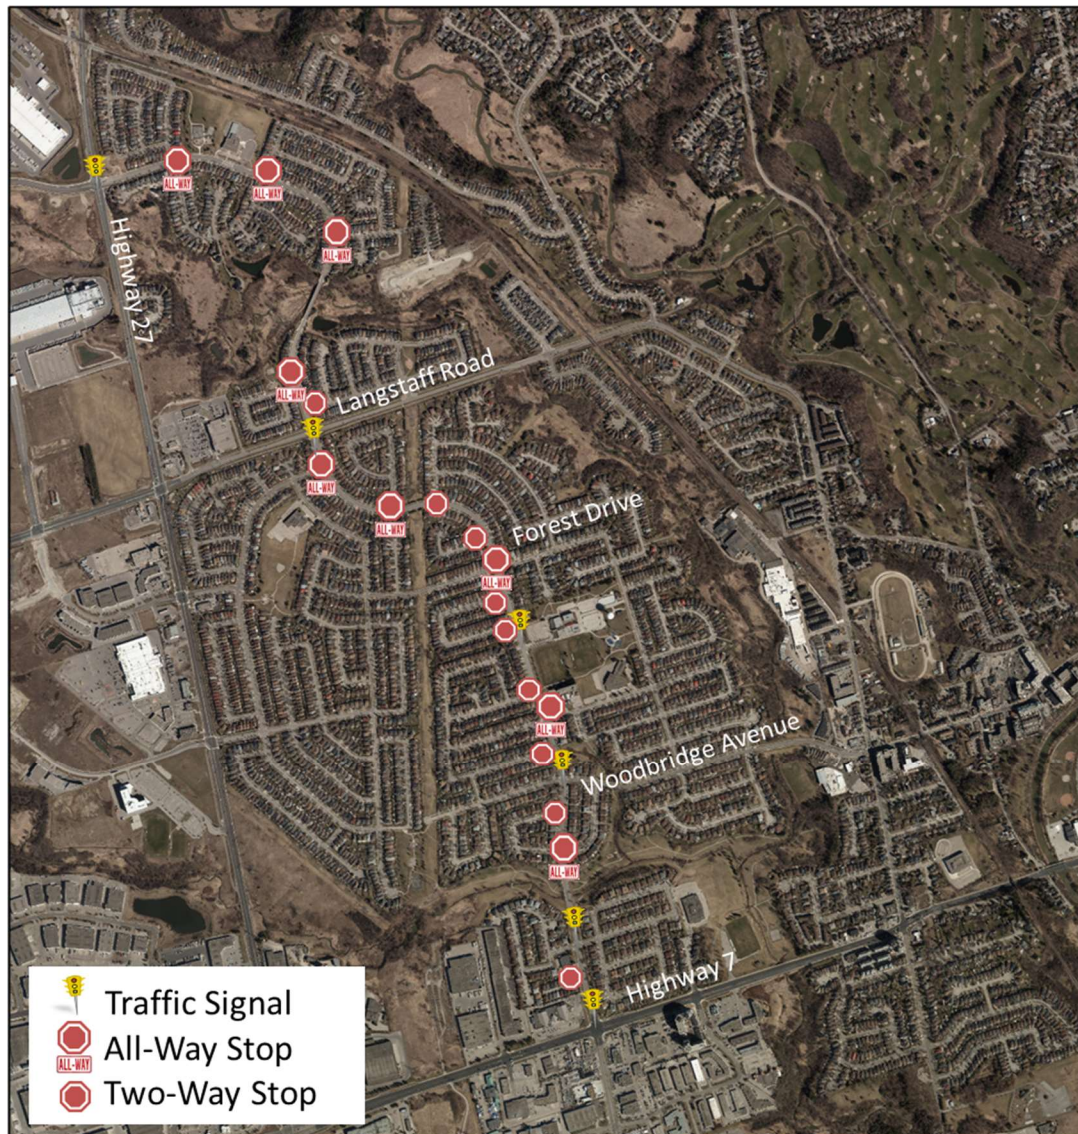 ALL-WAY
ALL-WAY
ALL-WAY
Highway 27
ALL-WAY
Langstaff Road
ALL-WAY
ALL-WAY
Forest Drive
ALL-WAY
ALL-WAY
Woodbridge Avenue
ALL-WAY
Highway 7
Traffic Signal
All-Way Stop
ALL-WAY
Two-Way Stop